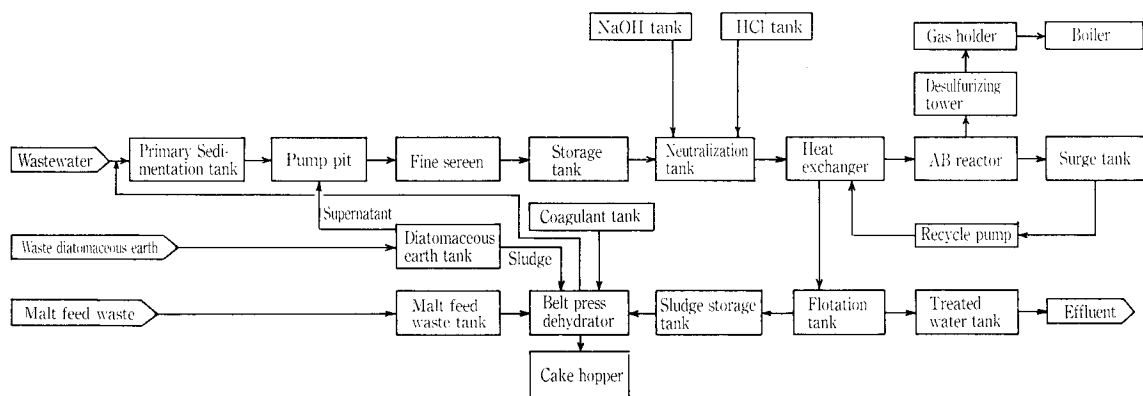 NaOH tank
HCl tank
Gas holder
Boiler
Desulfurizing
tower
Wastewater
Primary Sedi-
mentation tank
Pump pit
Fine sereen
Storage
tank
Neutralization
tank
Heat
exchanger
AB reactor
Surge tank
Supernatant
Coagulant tank
Waste diatomaceous earth
Diatomaceous
earth tank
Sludge
Recycle pump
Malt feed waste
Malt feed
waste tank
Belt press
dehydrator
Sludge storage
tank
Flotation
tank
Treated
water tank
Effluent
Cake hopper